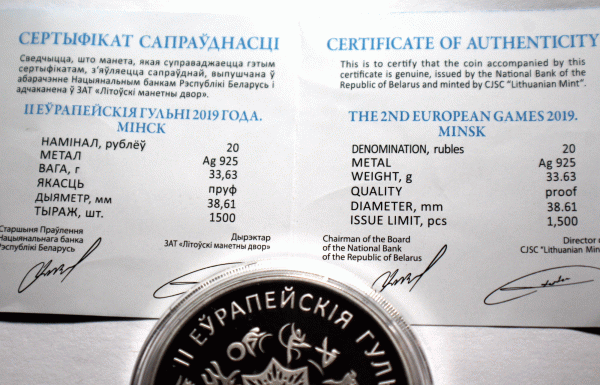 СЕРТЫФІКАТ САПРАЎДНАСЦІ
Сведчыцца, што манета, якая суправаджаецца гэтым
сертыфікатам, з'яўляецца сапраўднай, выпушчана ў
абарачэнне Нацыянальным банкам Рэспублікі Беларусь і
адчаканена ў ЗАТ «Літоўскі манетны двор».
II ЕЎРАПЕЙСКІЯ ГУЛЬНІ 2019 ГОДА.
МІНСК
НАМІНАЛ, рублёў 20
МЕТАЛ Ag 925
ВАГА, г 33,63
ЯКАСЦЬ пруф
ДЫЯМЕТР, мм 38,61
ТЫРАЖ, шт. 1500
Старшыня Праўлення
Нацыянальнага банка
Рэспублікі Беларусь
Дырэктар
ЗАТ «Літоўскі манетны двор»
CERTIFICATE OF AUTHENTICITY
This is to certify that the coin accompanied by this
certificate is genuine, issued by the National Bank of the
Republic of Belarus and minted by CJSC "Lithuanian Mint".
THE 2ND EUROPEAN GAMES 2019.
MINSK
DENOMINATION, rubles 20
METAL Ag 925
WEIGHT, g 33.63
QUALITY proof
DIAMETER, mm 38.61
ISSUE LIMIT, pcs 1,500
Chairman of the Board
of the National Bank
of the Republic of Belarus
Director
CJSC "Lithuanian Mint
II ЕЎРАПЕЙСКІЯ ГУЛЬ